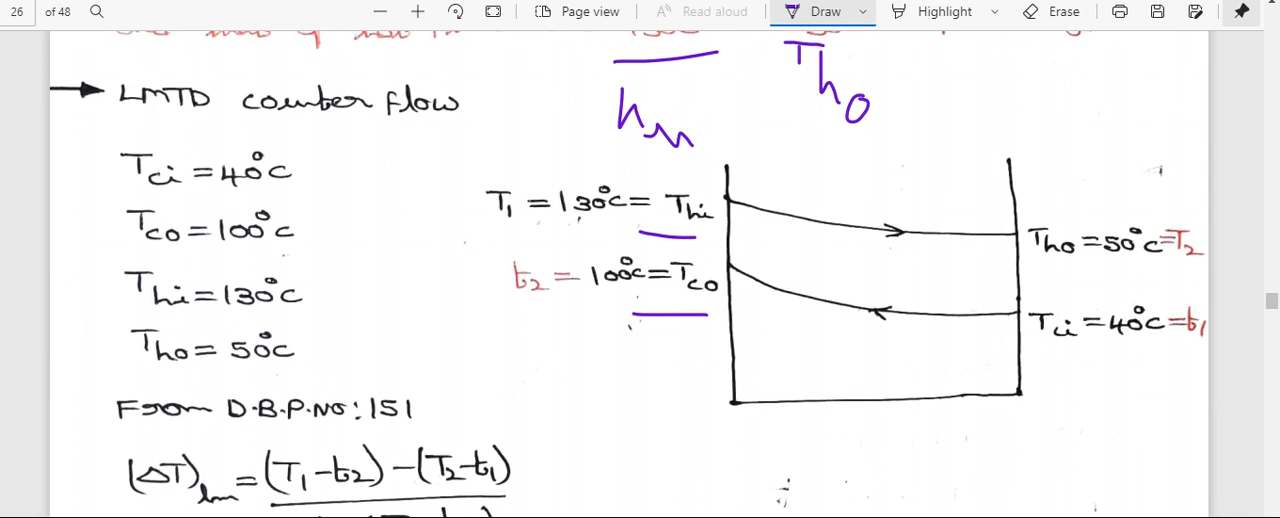 26 of 48 Page view Read aloud Draw Highlight Erase
Tho
→ LMTD counter flow
Tci = 40°C
Tco = 100°C
Thi = 130°C
Tho = 50°C
T1 = 130°C = Thi
t2 = 100°C = Tco
Tho = 50°C = T2
Tci = 40°C = t1
From D.B.P.NO: 151
(ΔT)lm = (T1 - t2) - (T2 - t1)